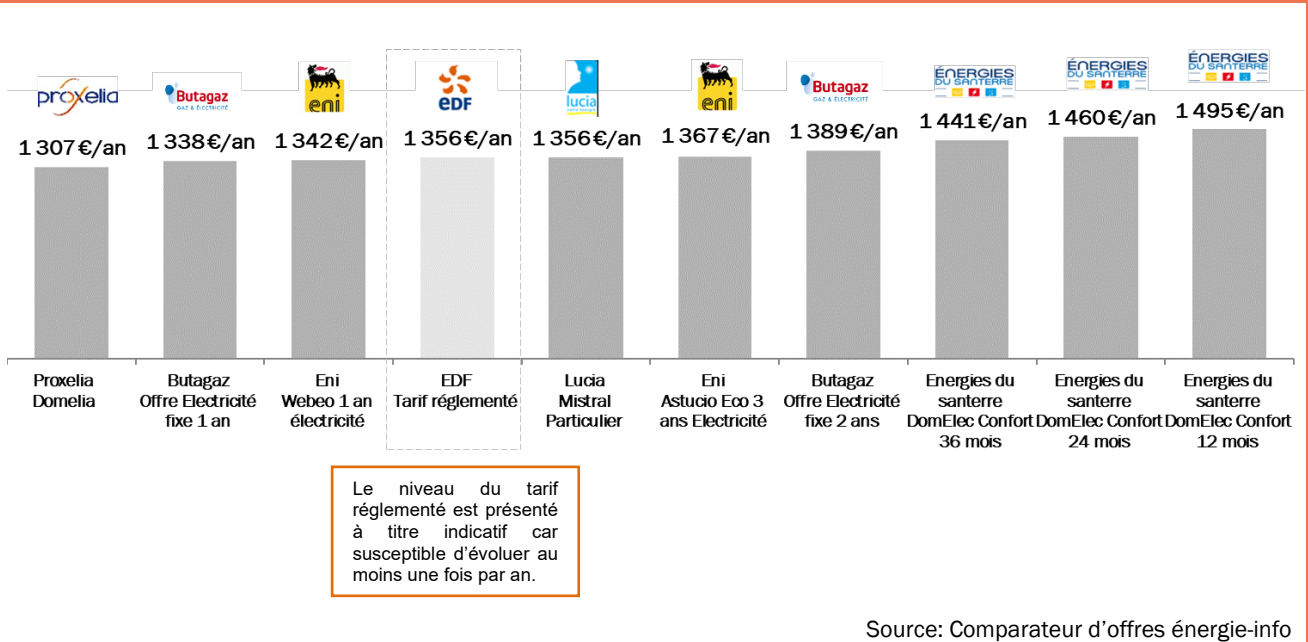 proxelia
Butagaz
GAZ & ÉLECTRICITÉ
eni
eDF
lucia
eni
Butagaz
GAZ & ÉLECTRICITÉ
ÉNERGIES
DU SANTERRE
ÉNERGIES
DU SANTERRE
ÉNERGIES
DU SANTERRE
1 307 €/an
1 338 €/an
1 342 €/an
1 356 €/an
1 356 €/an
1 367 €/an
1 389 €/an
1 441 €/an
1 460 €/an
1 495 €/an
Proxelia
Domelia
Butagaz
Offre Electricité
fixe 1 an
Eni
Webeo 1 an
électricité
EDF
Tarif réglementé
Lucia
Mistral
Particulier
Eni
Astucio Eco 3
ans Electricité
Butagaz
Offre Electricité
fixe 2 ans
Energies du
santerre
DomElec Confort
36 mois
Energies du
santerre
DomElec Confort
24 mois
Energies du
santerre
DomElec Confort
12 mois
Le niveau du tarif
réglementé est présenté
à titre indicatif car
susceptible d’évoluer au
moins une fois par an.
Source: Comparateur d’offres énergie-info